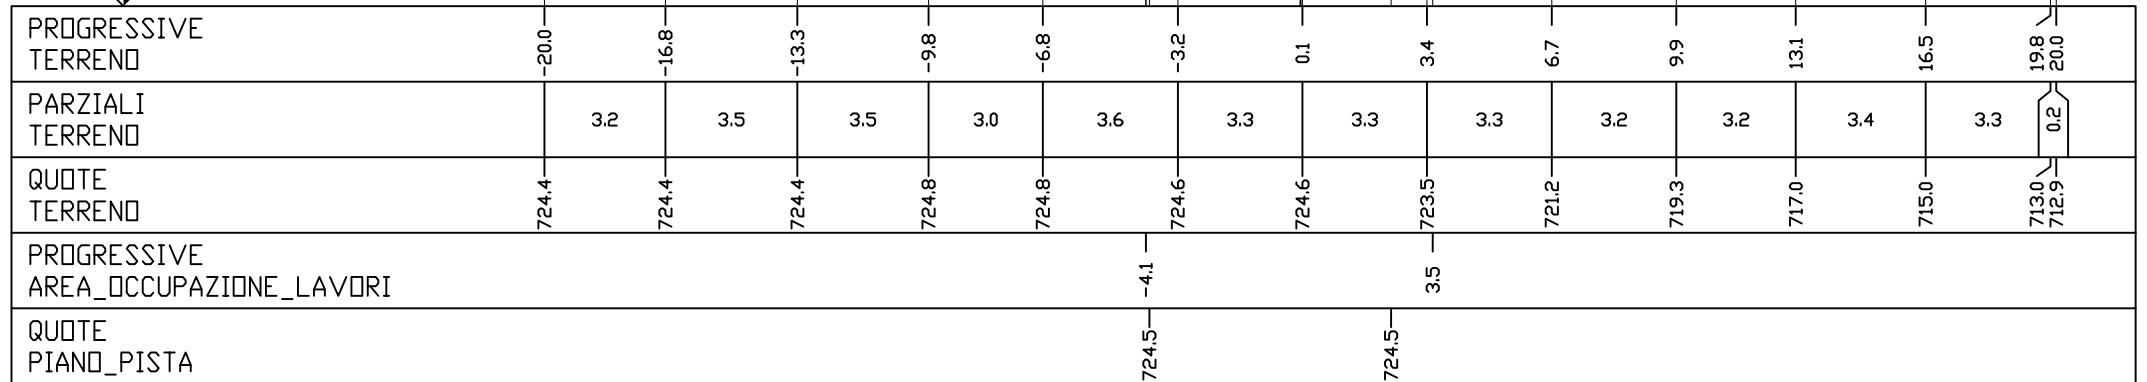 PROGRESSIVE
TERRENO
-20.0 -16.8 -13.3 -9.8 -6.8 -3.2 0.1 3.4 6.7 9.9 13.1 16.5 19.8 20.0
PARZIALI
TERRENO
3.2 3.5 3.5 3.0 3.6 3.3 3.3 3.3 3.2 3.2 3.4 3.3 0.2
QUOTE
TERRENO
724.4 724.4 724.4 724.8 724.8 724.6 724.6 723.5 721.2 719.3 717.0 715.0 713.0 712.9
PROGRESSIVE
AREA_OCCUPAZIONE_LAVORI
-4.1 3.5
QUOTE
PIANO_PISTA
724.5 724.5